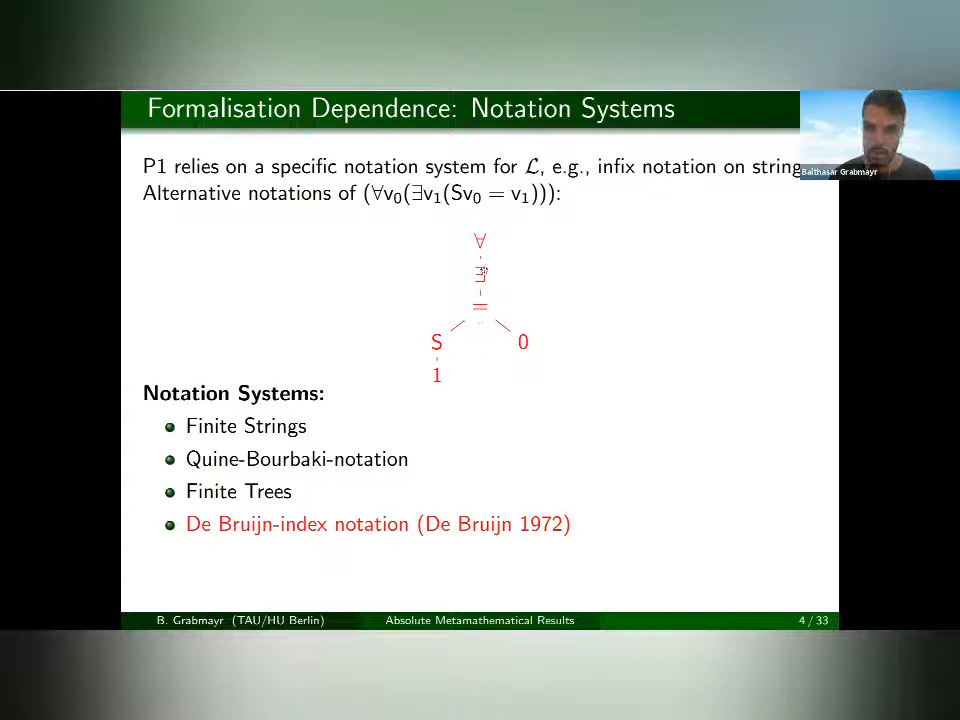 Formalisation Dependence: Notation Systems
P1 relies on a specific notation system for ℒ, e.g., infix notation on string
Balthasar Grabmayr
Alternative notations of (∀v₀(∃v₁(Sv₀ = v₁))):
∀
∃
=
S 0
1
Notation Systems:
Finite Strings
Quine-Bourbaki-notation
Finite Trees
De Bruijn-index notation (De Bruijn 1972)
B. Grabmayr (TAU/HU Berlin) Absolute Metamathematical Results 4 / 33